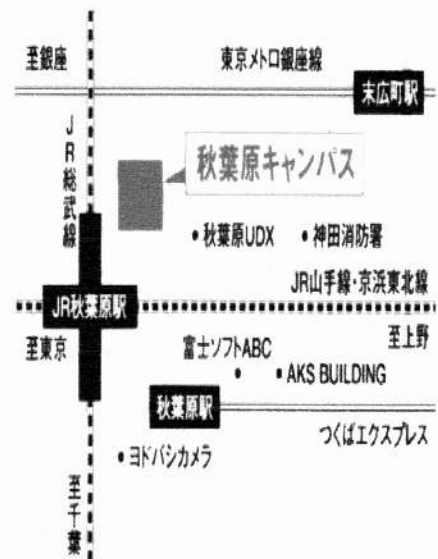 至銀座
東京メトロ銀座線
末広町駅
JR総武線
秋葉原キャンパス
•秋葉原UDX
•神田消防署
JR山手線･京浜東北線
JR秋葉原駅
至上野
至東京
富士ソフトABC
•
•AKS BUILDING
秋葉原駅
つくばエクスプレス
•ヨドバシカメラ
至千葉